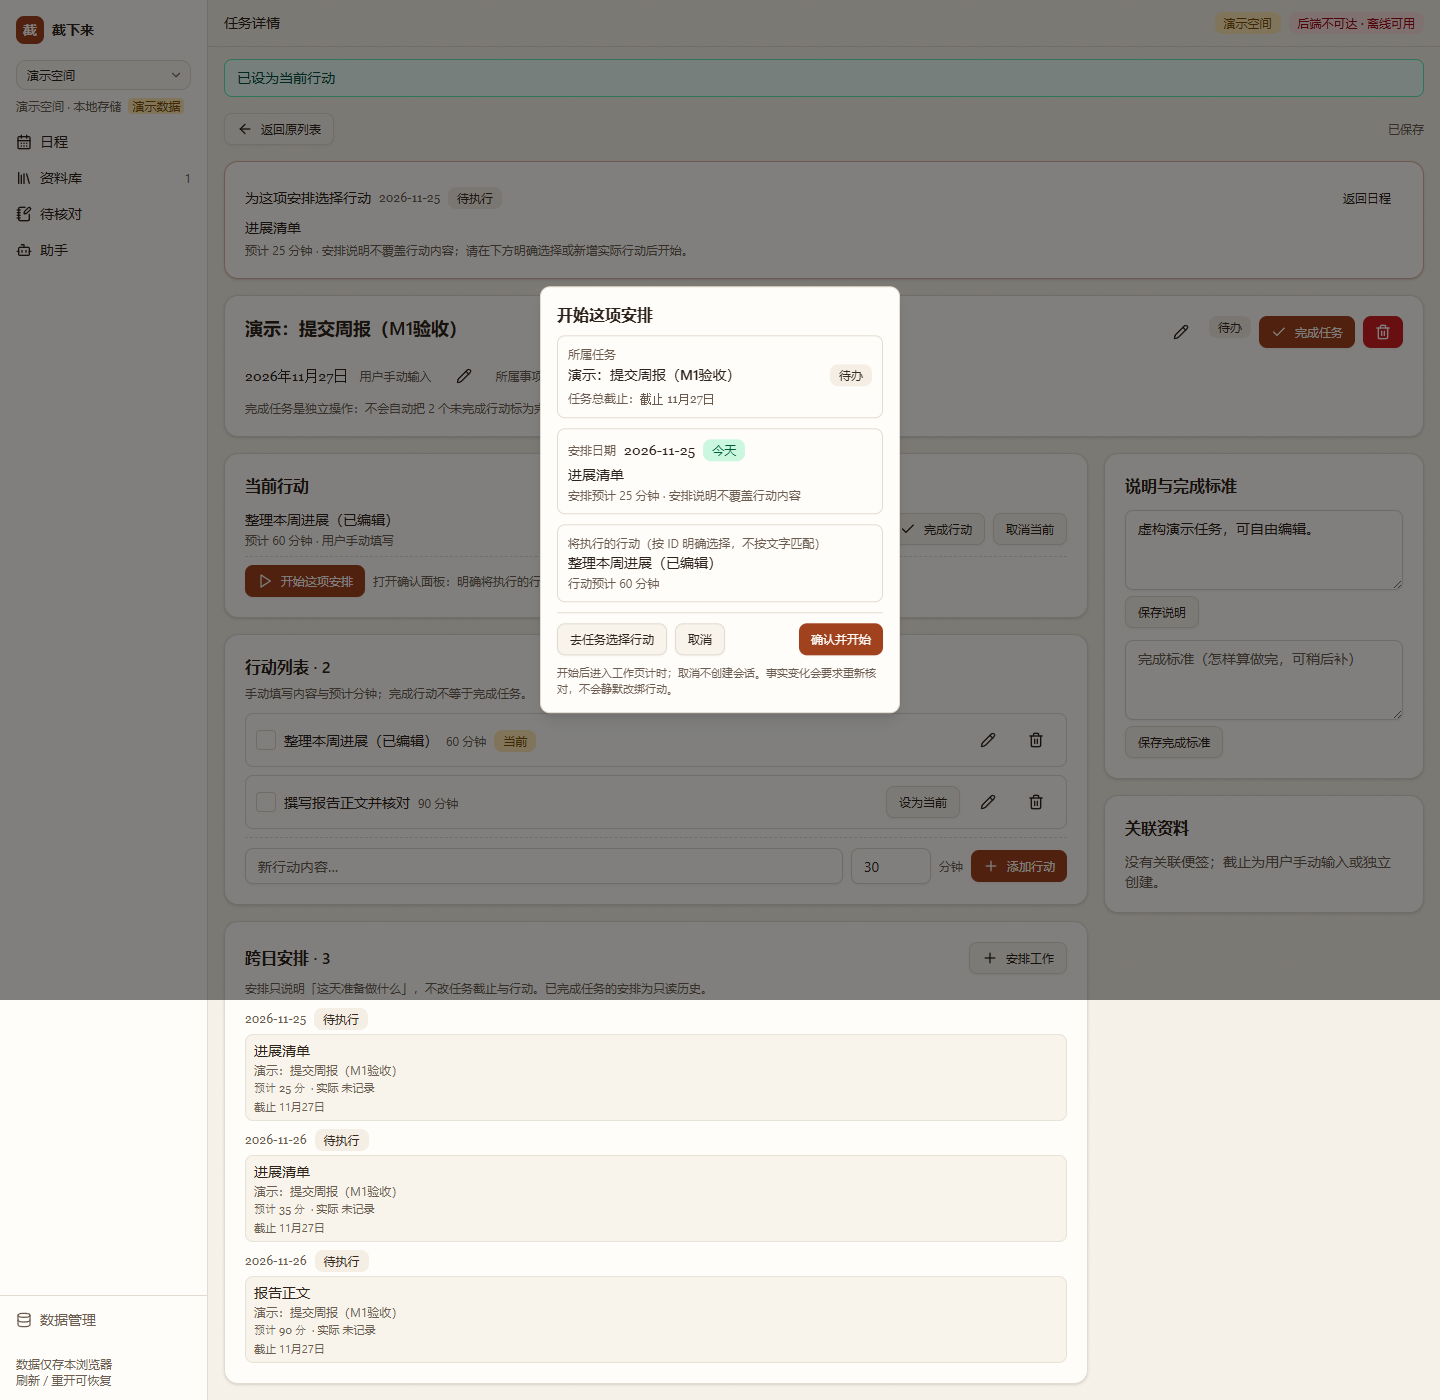 截 截下来
演示空间
演示空间 · 本地存储 演示数据
日程
资料库 1
待核对
助手
数据管理
数据仅存本浏览器
刷新 / 重开可恢复
任务详情
演示空间 后端不可达 · 离线可用
已设为当前行动
返回原列表
已保存
为这项安排选择行动 2026-11-25 待执行
返回日程
进展清单
预计 25 分钟 · 安排说明不覆盖行动内容；请在下方明确选择或新增实际行动后开始。
演示：提交周报（M1验收）
待办 完成任务
2026年11月27日 用户手动输入 所属事项
完成任务是独立操作：不会自动把 2 个未完成行动标为完
当前行动
整理本周进展（已编辑）
预计 60 分钟 · 用户手动填写
完成行动 取消当前
开始这项安排 打开确认面板：明确将执行的行
行动列表 · 2
手动填写内容与预计分钟；完成行动不等于完成任务。
整理本周进展（已编辑） 60 分钟 当前
撰写报告正文并核对 90 分钟 设为当前
新行动内容... 30 分钟 添加行动
跨日安排 · 3
安排工作
安排只说明「这天准备做什么」，不改任务截止与行动。已完成任务的安排为只读历史。
2026-11-25 待执行
进展清单
演示：提交周报（M1验收）
预计 25 分 · 实际 未记录
截止 11月27日
2026-11-26 待执行
进展清单
演示：提交周报（M1验收）
预计 35 分 · 实际 未记录
截止 11月27日
2026-11-26 待执行
报告正文
演示：提交周报（M1验收）
预计 90 分 · 实际 未记录
截止 11月27日
说明与完成标准
虚构演示任务，可自由编辑。
保存说明
完成标准（怎样算做完，可稍后补）
保存完成标准
关联资料
没有关联便签；截止为用户手动输入或独立
创建。
开始这项安排
所属任务
演示：提交周报（M1验收） 待办
任务总截止：截止 11月27日
安排日期 2026-11-25 今天
进展清单
安排预计 25 分钟 · 安排说明不覆盖行动内容
将执行的行动（按 ID 明确选择，不按文字匹配）
整理本周进展（已编辑）
行动预计 60 分钟
去任务选择行动 取消 确认并开始
开始后进入工作页计时；取消不创建会话。事实变化会要求重新核
对，不会静默改绑行动。